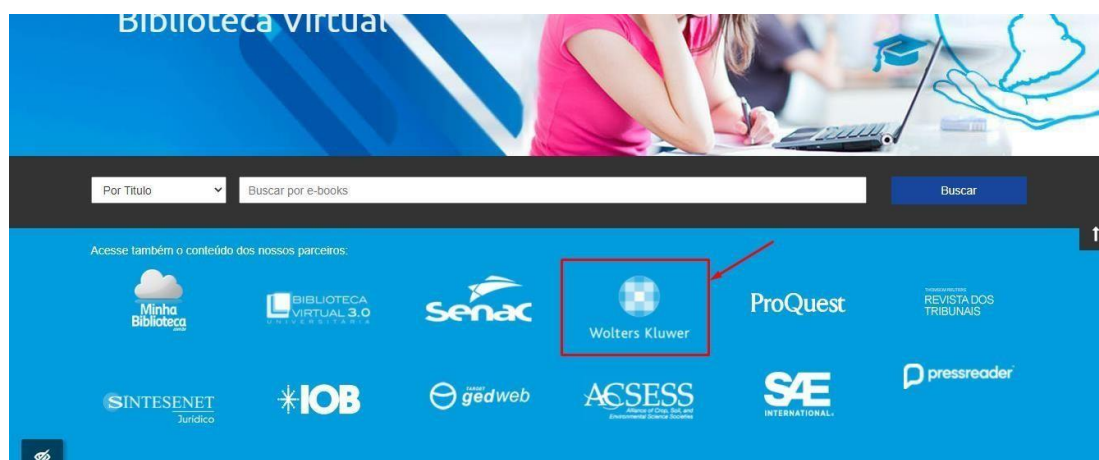 Biblioteca Virtual
Por Titulo
Buscar por e-books
Buscar
Acesse também o conteúdo dos nossos parceiros:
Minha
Biblioteca
BIBLIOTECA
VIRTUAL 3.0
UNIVERSITÁRIA
Senac
Wolters Kluwer
ProQuest
THOMSON REUTERS
REVISTA DOS
TRIBUNAIS
SINTESENET
Jurídico
IOB
TARGET
gedweb
ACSESS
Alliance of Crop, Soil, and
Environmental Science Societies
SAE
INTERNATIONAL
pressreader